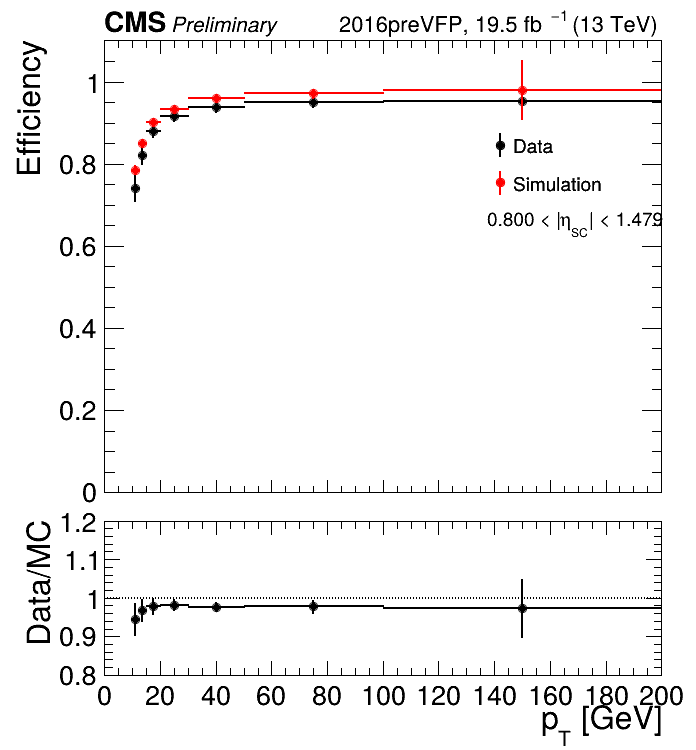 CMS Preliminary 2016preVFP, 19.5 fb⁻¹ (13 TeV)
Efficiency
1
0.8
0.6
0.4
0.2
0
Data
Simulation
0.800 < |η_SC| < 1.479
Data/MC
1.2
1.1
1
0.9
0.8
0 20 40 60 80 100 120 140 160 180 200
p_T [GeV]